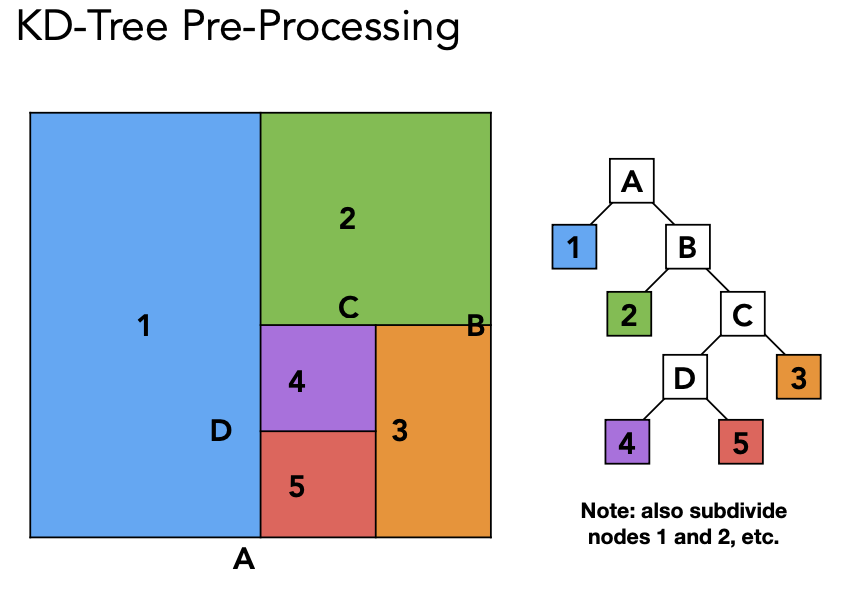 KD-Tree Pre-Processing
2
C
1
B
4
D
3
5
A
A
1
B
2
C
D
3
4
5
Note: also subdivide
nodes 1 and 2, etc.